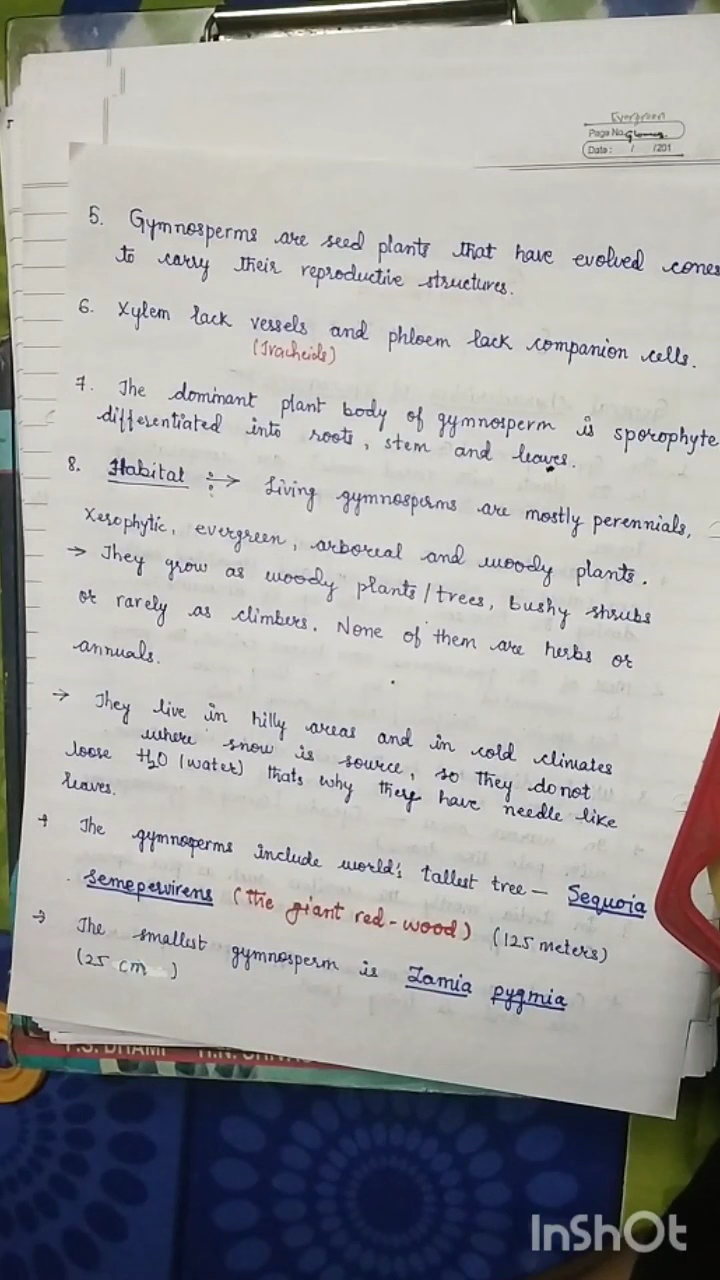 Evergreen
Page No.
Date : / /201
5. Gymnosperms are seed plants that have evolved cones
to carry their reproductive structures.
6. Xylem lack vessels and phloem lack companion cells.
(Tracheids)
7. The dominant plant body of gymnosperm is sporophyte
differentiated into roots, stem and leaves.
8. Habitat :→ Living gymnosperms are mostly perennials,
Xerophytic, evergreen, arboreal and woody plants.
→ They grow as woody plants/trees, bushy shrubs
or rarely as climbers. None of them are herbs or
annuals.
→ They live in hilly areas and in cold climates
where snow is source, so they do not
loose H₂O (water) thats why they have needle like
leaves.
→ The gymnosperms include world's tallest tree - Sequoia
semepervirens (the giant red-wood) (125 meters)
→ The smallest gymnosperm is Zamia pygmia
(25 cm)
P.S. DHAMI
InShOt